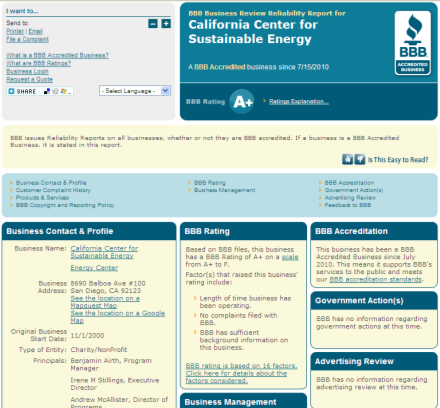 I want to...
Send to:
Printer | Email
File a Complaint
What is a BBB Accredited Business?
What are BBB Ratings?
Business Login
Request a Quote
SHARE
- Select Language -
BBB Business Review Reliability Report for
California Center for
Sustainable Energy
A BBB Accredited business since 7/15/2010
BBB
ACCREDITED
BUSINESS
BBB Rating A+ Ratings Explanation...
BBB issues Reliability Reports on all businesses, whether or not they are BBB accredited. If a business is a BBB Accredited
Business, it is stated in this report.
Is This Easy to Read?
Business Contact & Profile
Customer Complaint History
Products & Services
BBB Copyright and Reporting Policy
BBB Rating
Business Management
BBB Accreditation
Government Action(s)
Advertising Review
Feedback to BBB
Business Contact & Profile
Business Name: California Center for
Sustainable Energy
Energy Center
Business 8690 Balboa Ave #100
Address: San Diego, CA 92123
See the location on a
Mapquest Map
See the location on a Google
Map
Original Business
Start Date: 11/1/2000
Type of Entity: Charity/NonProfit
Principals: Benjamin Airth, Program
Manager
Irene M Stillings, Executive
Director
Andrew McAllister, Director of
Programs
BBB Rating
Based on BBB files, this business
has a BBB Rating of A+ on a scale
from A+ to F.
Factor(s) that raised this business'
rating include:
Length of time business has
been operating.
No complaints filed with
BBB.
BBB has sufficient
background information on
this business.
BBB rating is based on 16 factors.
Click here for details about the
factors considered.
Business Management
BBB Accreditation
This business has been a BBB
Accredited Business since July
2010. This means it supports BBB's
services to the public and meets
our BBB accreditation standards.
Government Action(s)
BBB has no information regarding
government actions at this time.
Advertising Review
BBB has no information regarding
advertising review at this time.